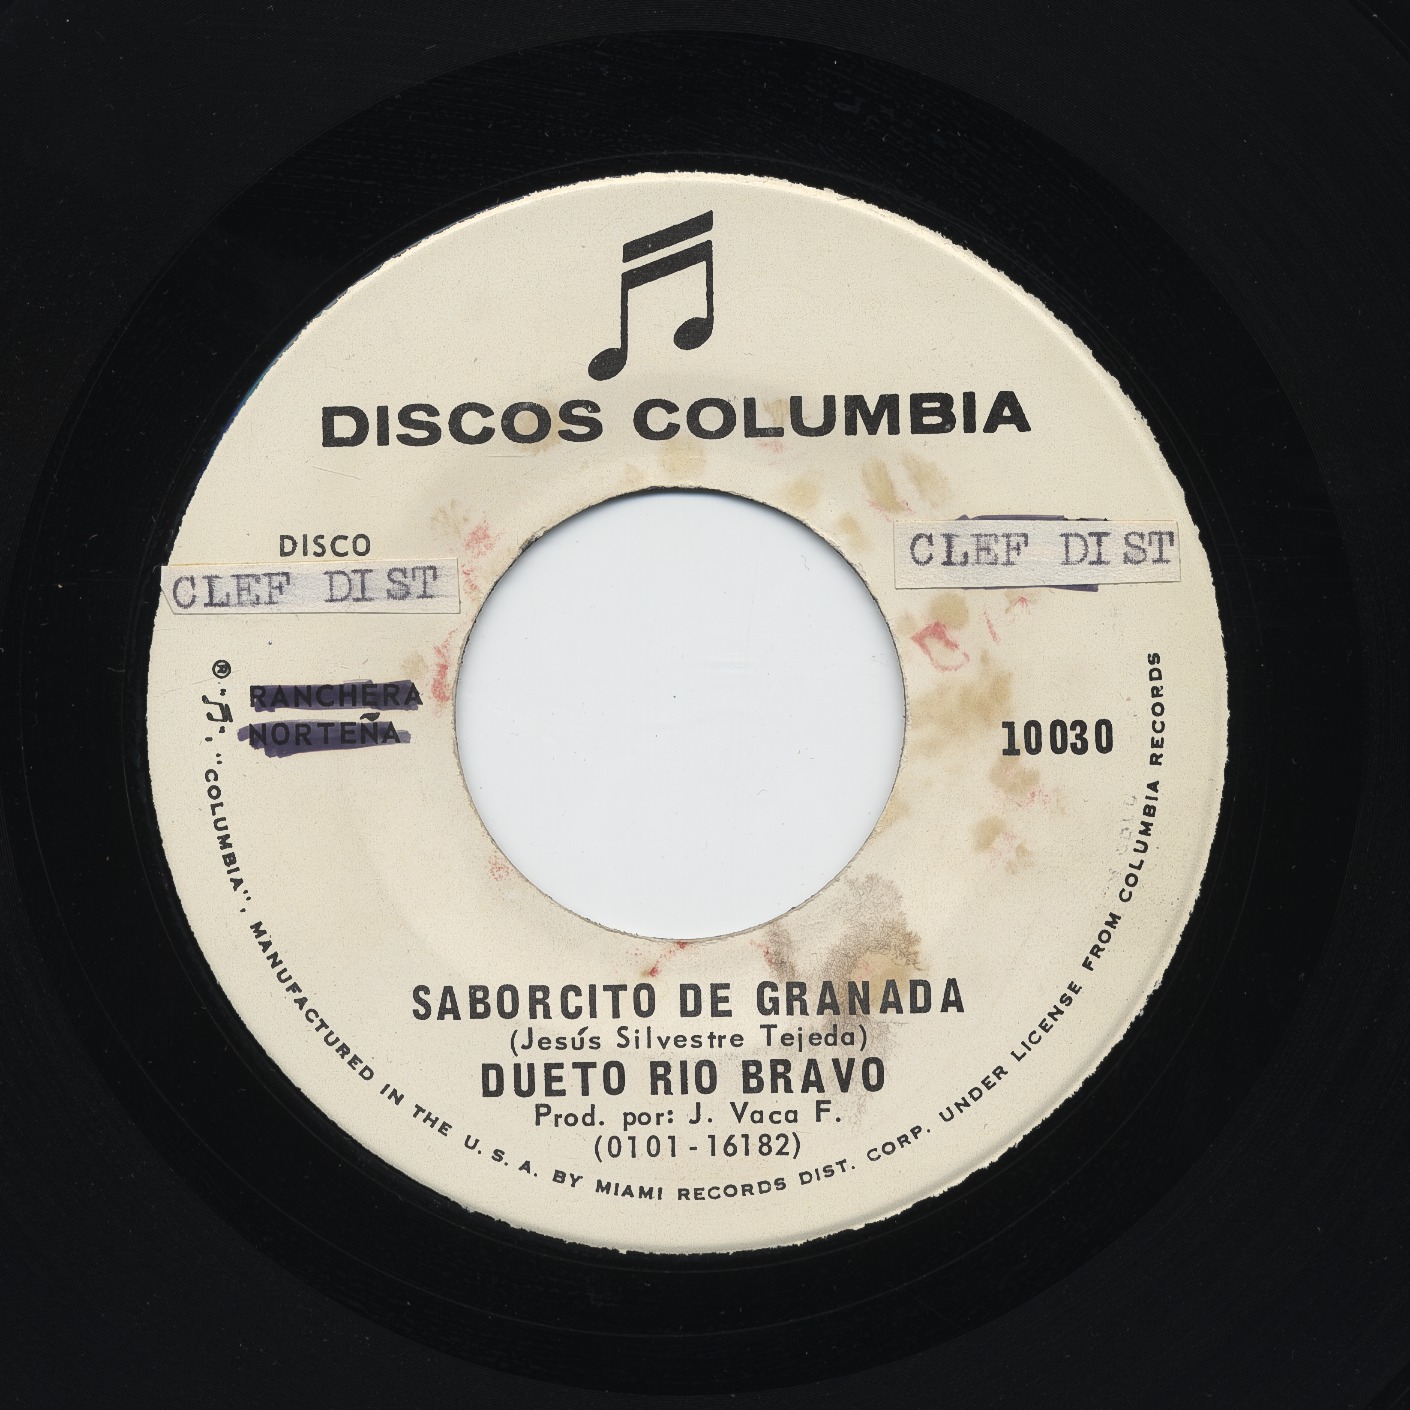 DISCOS COLUMBIA
DISCO
CLEF DIST
CLEF DIST
RANCHERA
NORTEÑA
10030
SABORCITO DE GRANADA
(Jesús Silvestre Tejeda)
DUETO RIO BRAVO
Prod. por: J. Vaca F.
(0101-16182)
® "♫", "COLUMBIA", MANUFACTURED IN THE U. S. A. BY MIAMI RECORDS DIST. CORP. UNDER LICENSE FROM COLUMBIA RECORDS